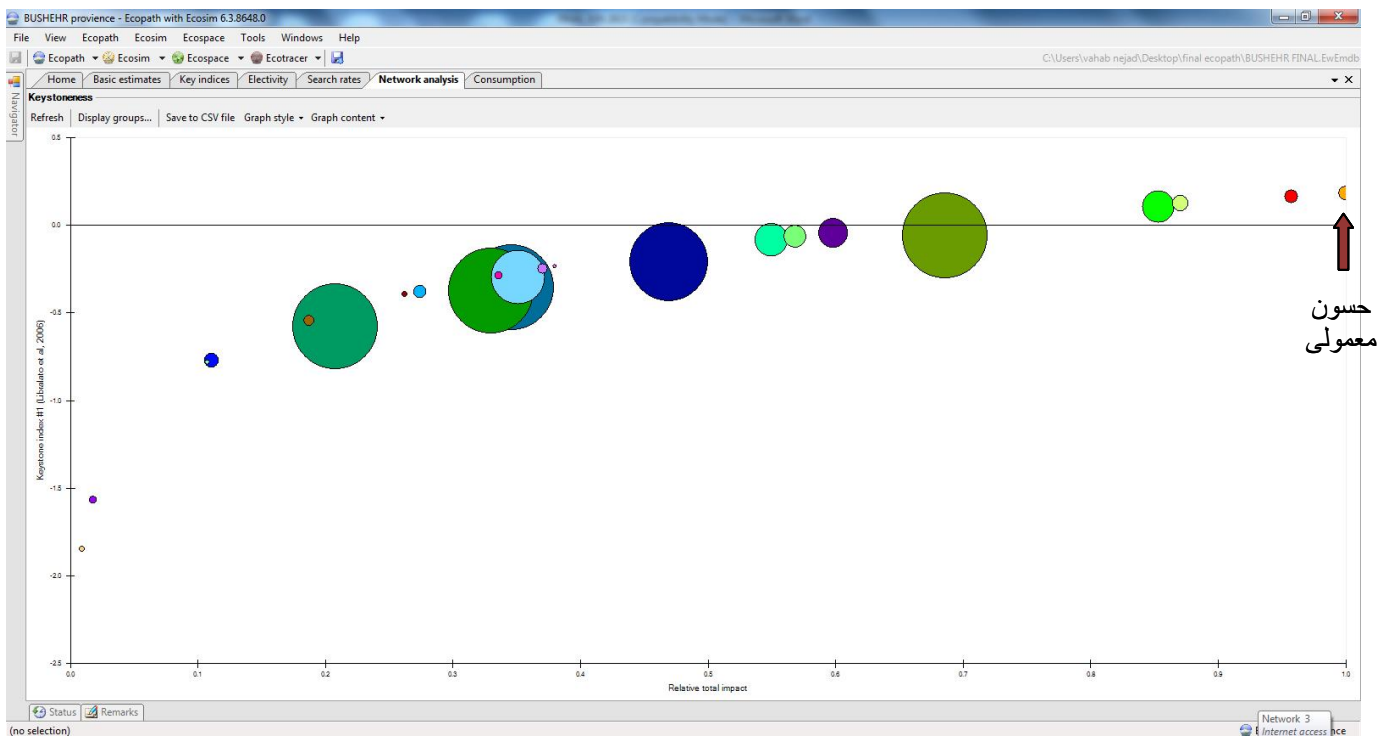 BUSHEHR provience - Ecopath with Ecosim 6.3.8648.0
File View Ecopath Ecosim Ecospace Tools Windows Help
Ecopath Ecosim Ecospace Ecotracer
C:\Users\vahab nejad\Desktop\final ecopath\BUSHEHR FINAL.EwEmdb
Navigator
Home Basic estimates Key indices Electivity Search rates Network analysis Consumption
Keystoneness
Refresh Display groups... Save to CSV file Graph style Graph content
0.5
0.0
-0.5
-1.0
-1.5
-2.0
-2.5
Keystone index #1 (Libralato et al, 2006)
حسون
معمولی
0.0 0.1 0.2 0.3 0.4 0.5 0.6 0.7 0.8 0.9 1.0
Relative total impact
Status Remarks
(no selection)
Network 3
Internet access
nce